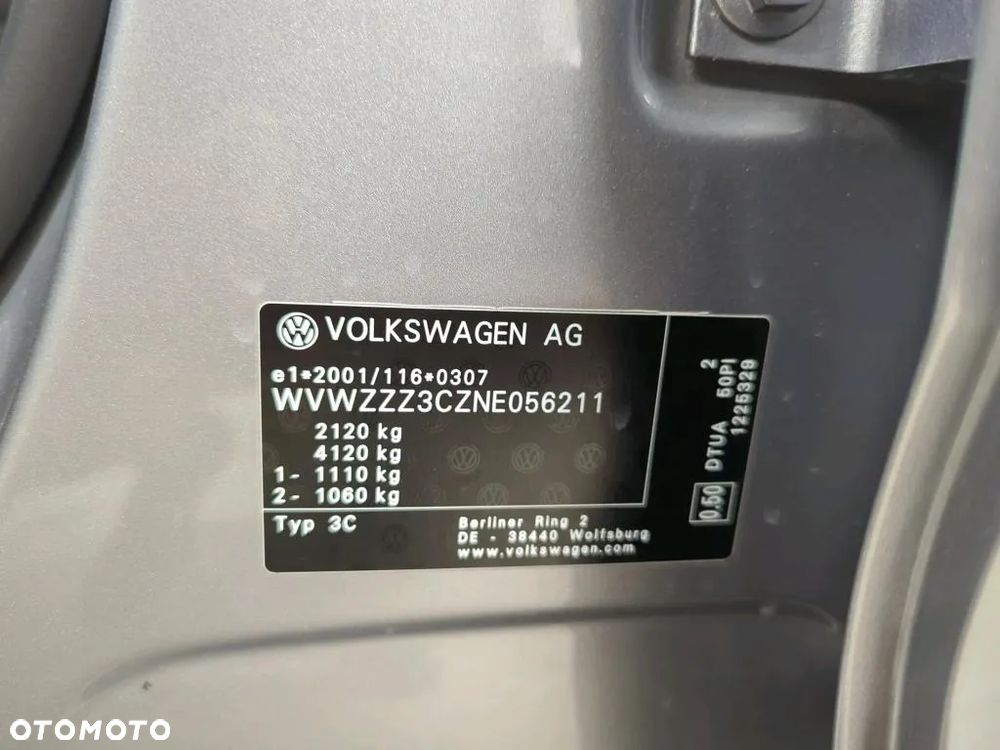 VOLKSWAGEN AG
e1*2001/116*0307
WVWZZZ3CZNE056211
2120 kg
4120 kg
1- 1110 kg
2- 1060 kg
Typ 3C
Berliner Ring 2
DE - 38440 Wolfsburg
www.volkswagen.com
0.50 DTUA 50PI 2
1225329
OTOMOTO